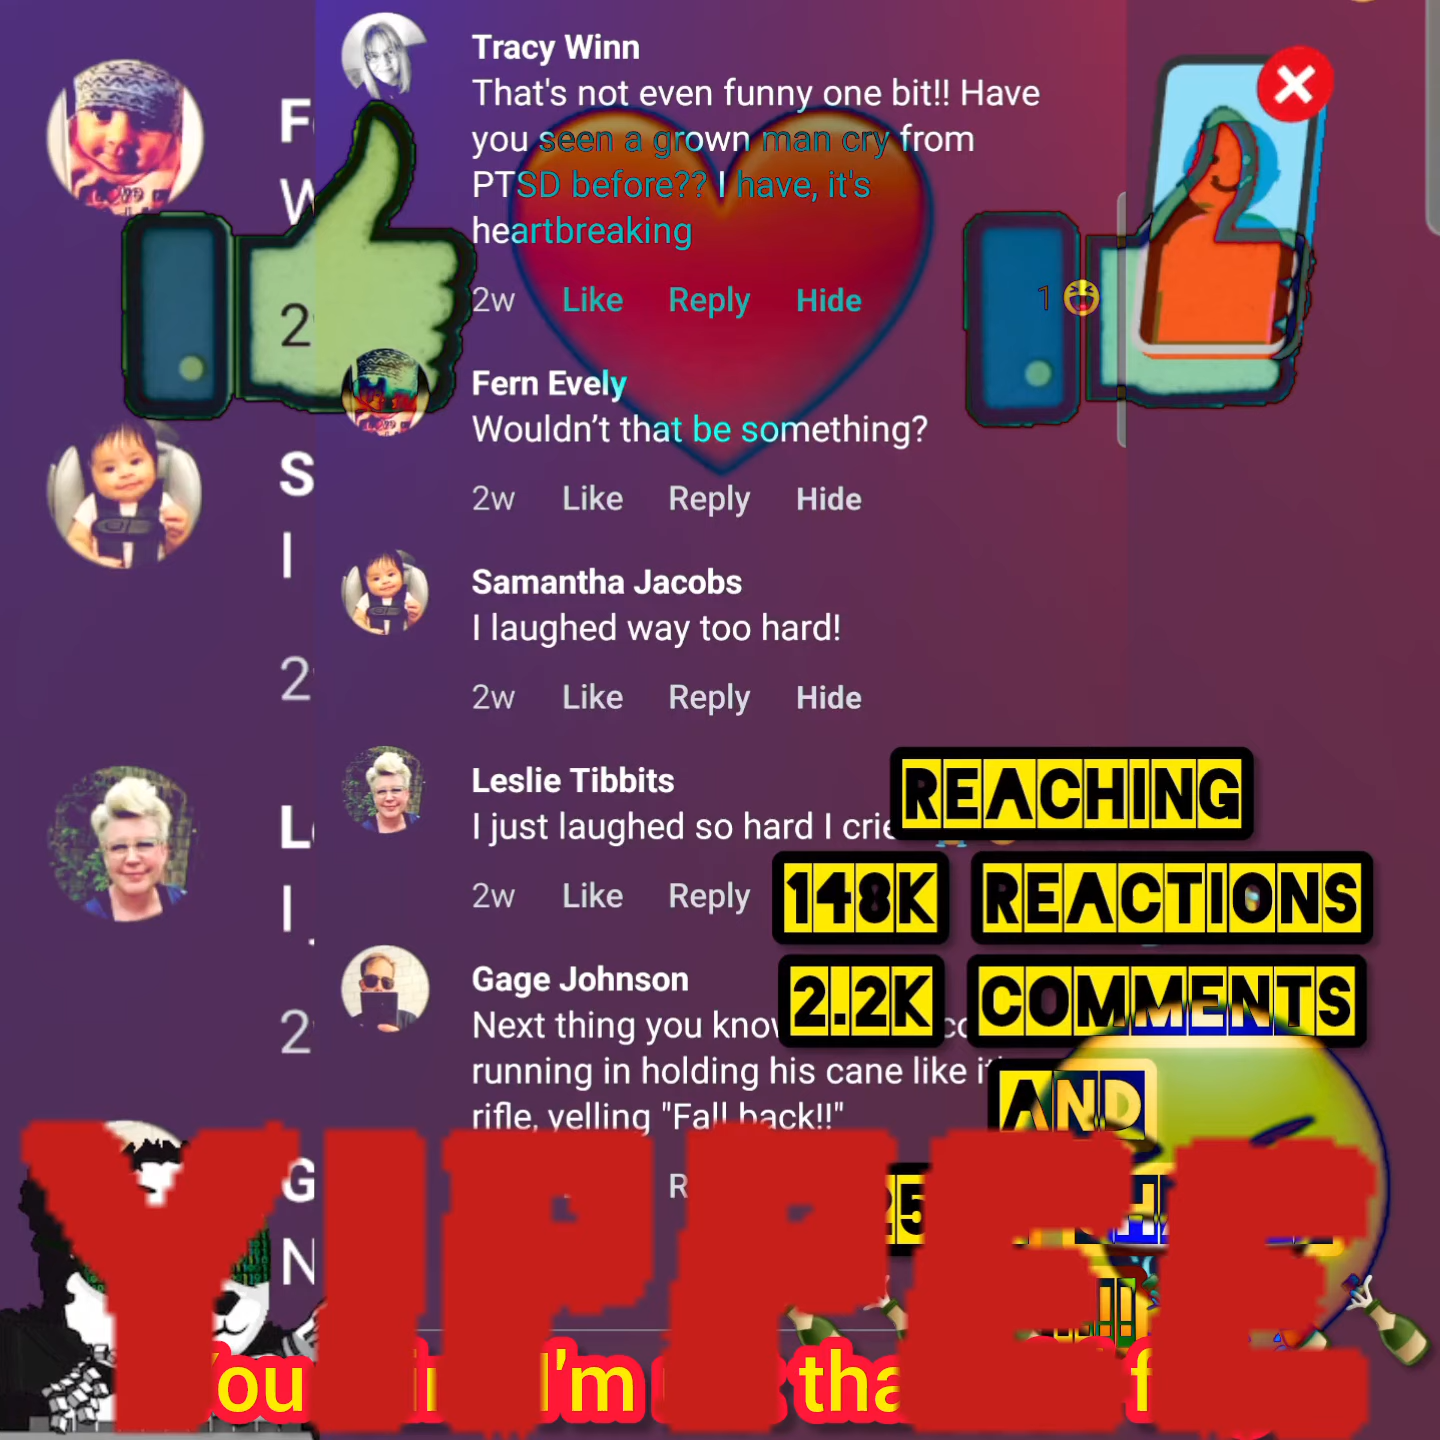 Tracy Winn
That's not even funny one bit!! Have
you seen a grown man cry from
PTSD before?? I have, it's
heartbreaking
2w Like Reply Hide
1
Fern Evely
Wouldn't that be something?
2w Like Reply Hide
Samantha Jacobs
I laughed way too hard!
2w Like Reply Hide
Leslie Tibbits
I just laughed so hard I
2w Like Reply
Gage Johnson
Next thing you
running in holding his cane like
rifle, yelling "Fall back!!"
REACHING
148K REACTIONS
2.2K COMMENTS
AND
YIPPEE
I'm